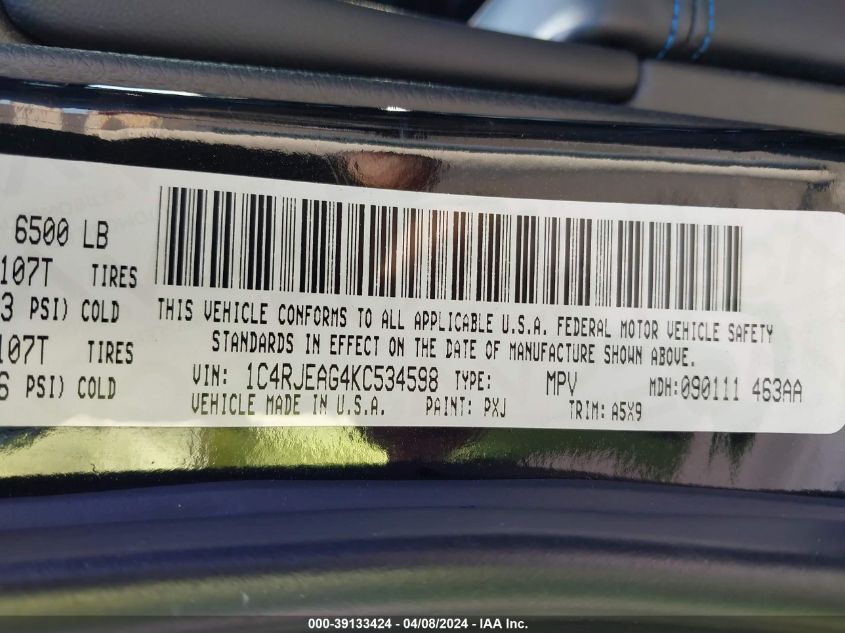 6500 LB
107T TIRES
3 PSI) COLD
107T TIRES
6 PSI) COLD
THIS VEHICLE CONFORMS TO ALL APPLICABLE U.S.A. FEDERAL MOTOR VEHICLE SAFETY
STANDARDS IN EFFECT ON THE DATE OF MANUFACTURE SHOWN ABOVE.
VIN: 1C4RJEAG4KC534598 TYPE: MPV MDH:090111 463AA
VEHICLE MADE IN U.S.A. PAINT: PXJ TRIM: A5X9
000-39133424 | 04/08/2024 | IAA Inc.